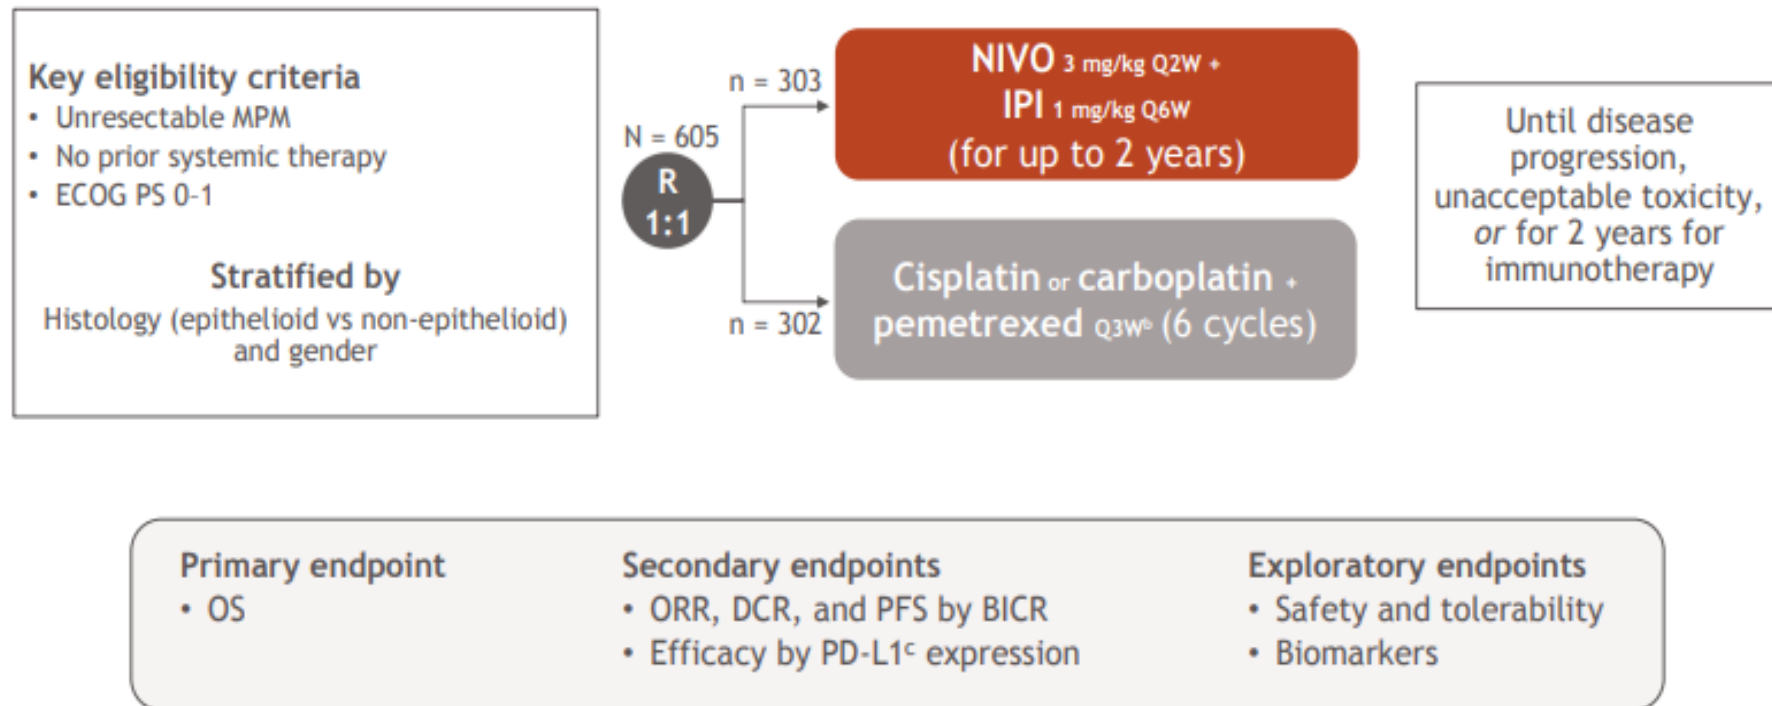 Key eligibility criteria
• Unresectable MPM
• No prior systemic therapy
• ECOG PS 0-1
Stratified by
Histology (epithelioid vs non-epithelioid)
and gender
N = 605
R
1:1
n = 303
n = 302
NIVO 3 mg/kg Q2W +
IPI 1 mg/kg Q6W
(for up to 2 years)
Cisplatin or carboplatin +
pemetrexed Q3Wᵇ (6 cycles)
Until disease
progression,
unacceptable toxicity,
or for 2 years for
immunotherapy
Primary endpoint
• OS
Secondary endpoints
• ORR, DCR, and PFS by BICR
• Efficacy by PD-L1ᶜ expression
Exploratory endpoints
• Safety and tolerability
• Biomarkers